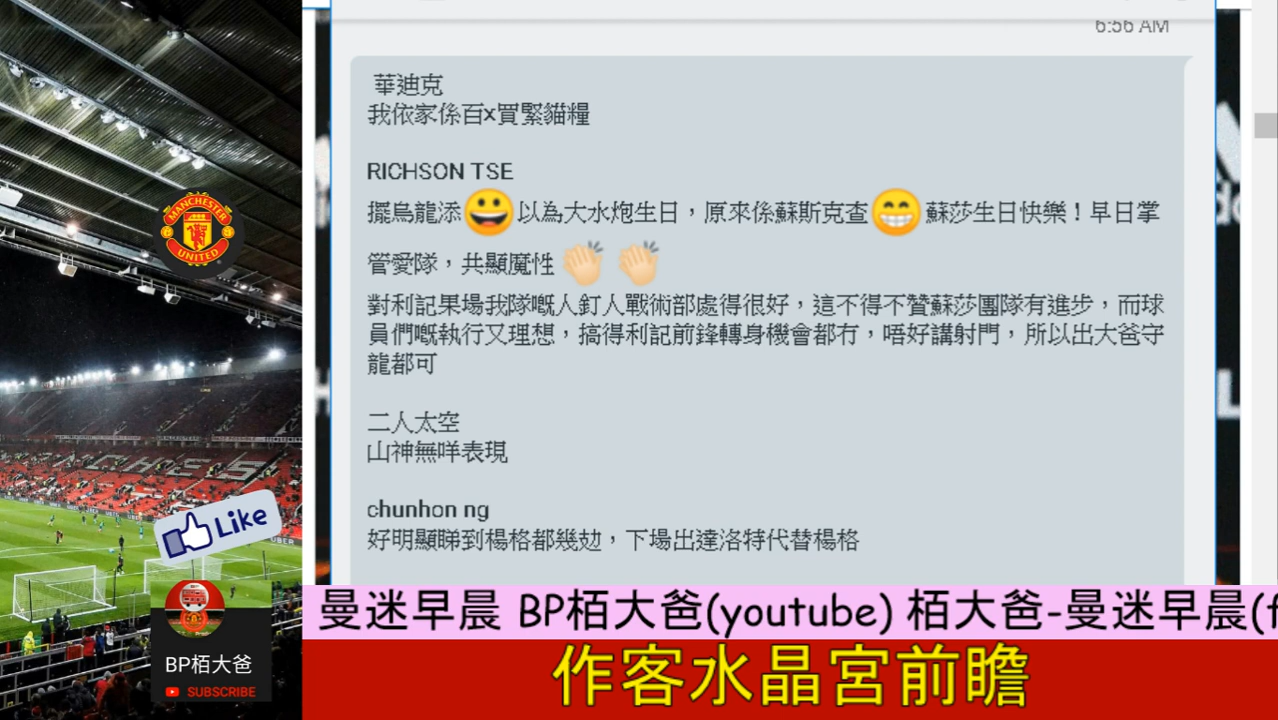 6:56 AM
華迪克
我依家係百x買緊貓糧
RICHSON TSE
擺烏龍添😀以為大水炮生日，原來係蘇斯克查😁蘇莎生日快樂！早日掌
管愛隊，共顯魔性👏🏻👏🏻
對利記果場我隊嘅人釘人戰術部處得很好，這不得不贊蘇莎團隊有進步，而球
員們嘅執行又理想，搞得利記前鋒轉身機會都冇，唔好講射門，所以出大爸守
龍都可
二人太空
山神無咩表現
chunhon ng
好明顯睇到楊格都幾攰，下場出達洛特代替楊格
MANCHESTER
UNITED
CHES
Like
BP栢大爸
SUBSCRIBE
曼迷早晨 BP栢大爸(youtube) 栢大爸-曼迷早晨(f
作客水晶宮前瞻